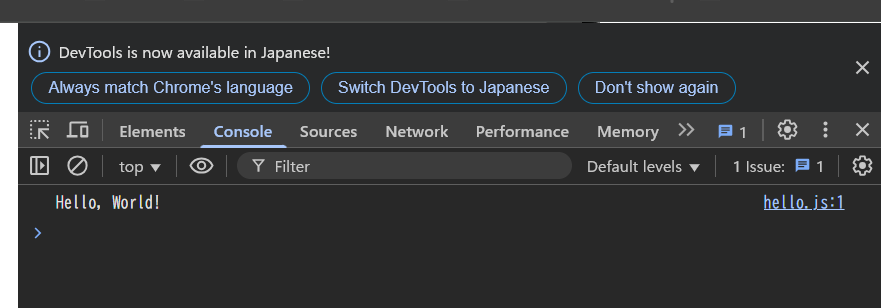 DevTools is now available in Japanese!
Always match Chrome's language Switch DevTools to Japanese Don't show again
Elements Console Sources Network Performance Memory 1
top Filter Default levels 1 Issue: 1
Hello, World! hello.js:1